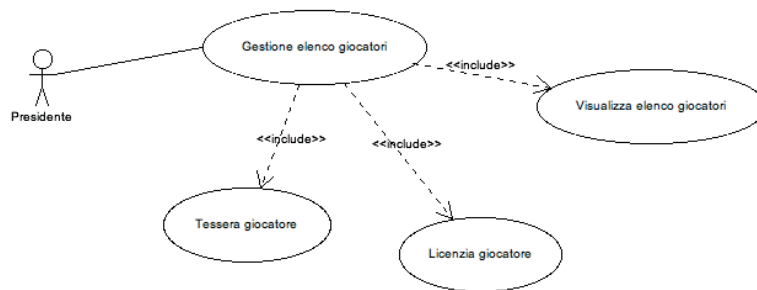 Gestione elenco giocatori
<<include>>
Visualizza elenco giocatori
Presidente
<<include>>
<<include>>
Tessera giocatore
Licenzia giocatore